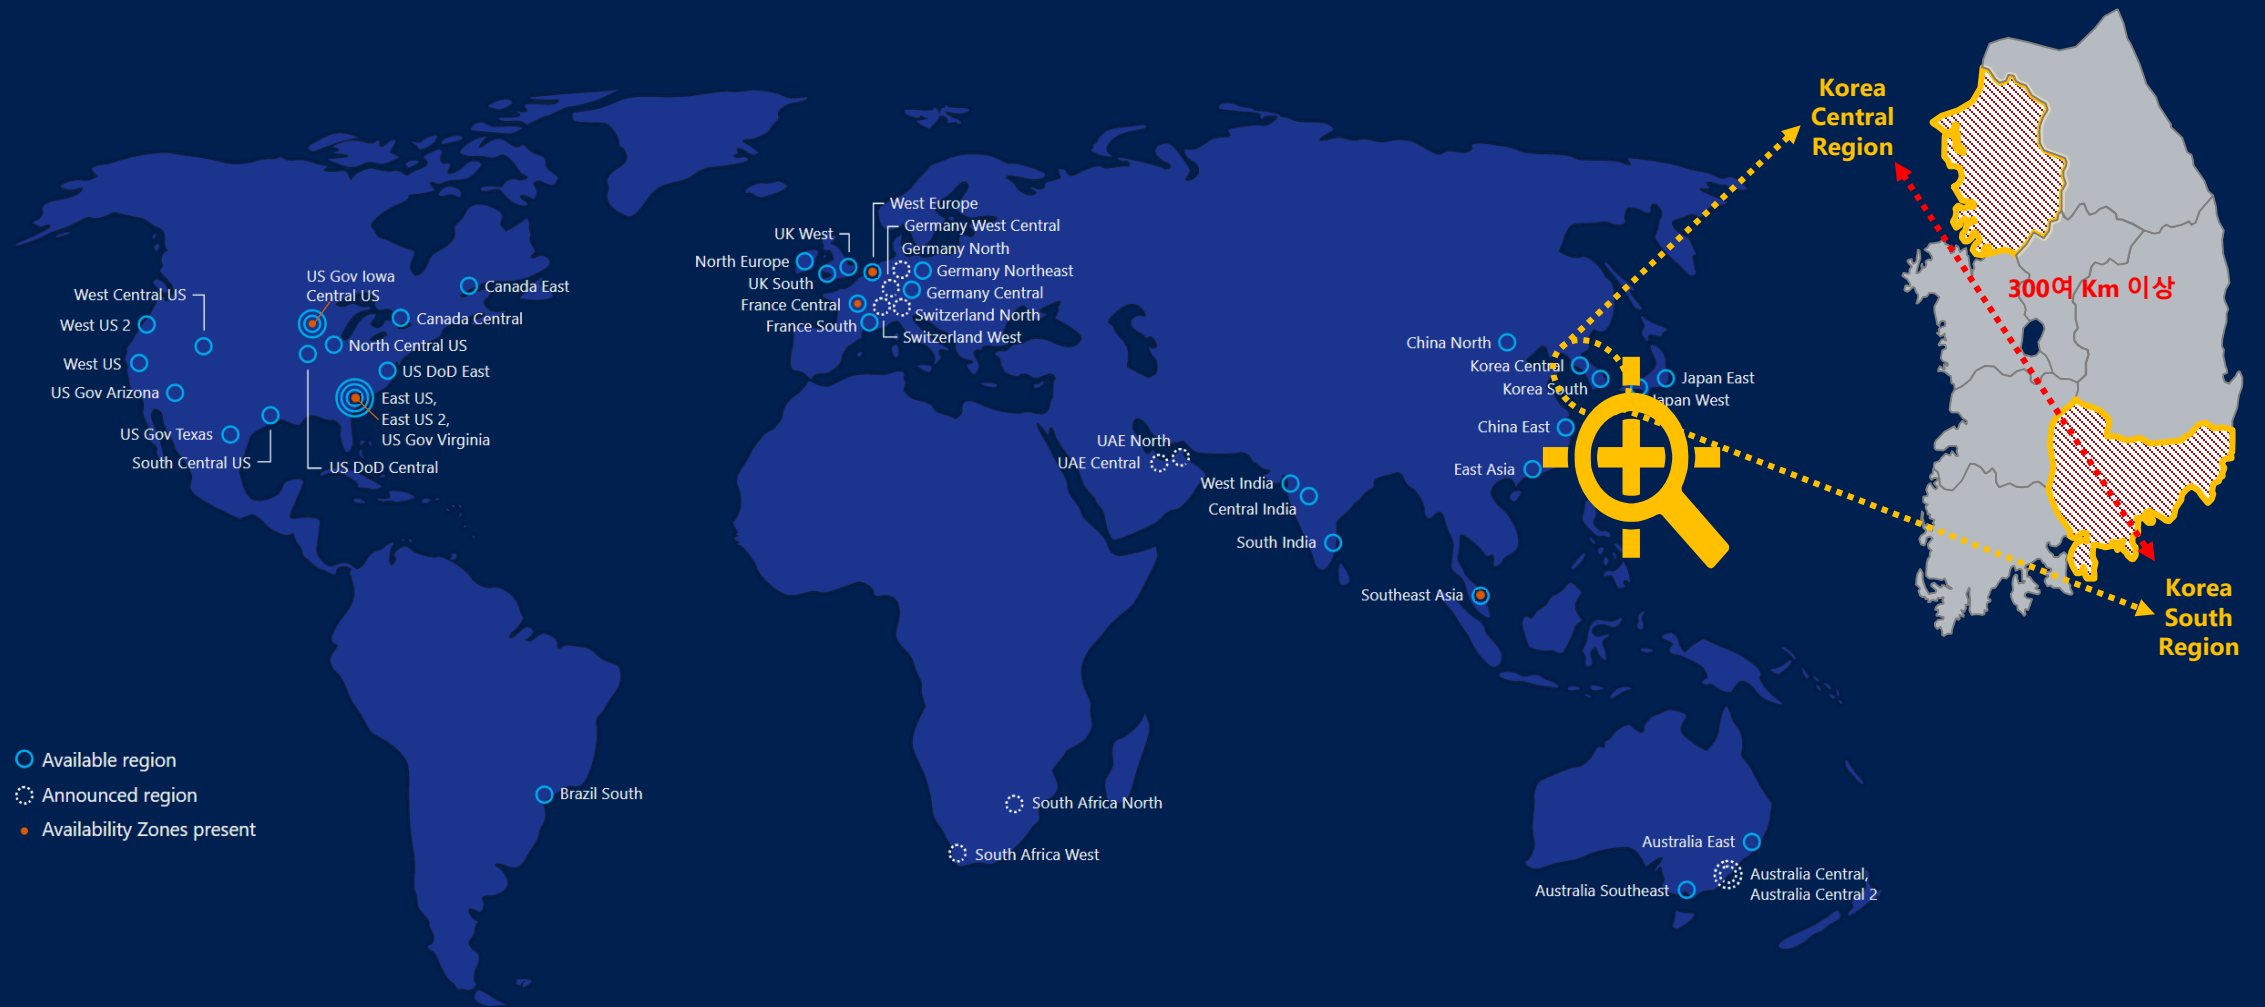 Korea
Central
Region
West Europe
Germany West Central
UK West
Germany North
North Europe
Germany Northeast
UK South
Germany Central
France Central
Switzerland North
France South
Switzerland West
US Gov Iowa
Central US
Canada East
West Central US
Canada Central
West US 2
North Central US
West US
US DoD East
US Gov Arizona
East US,
East US 2,
US Gov Virginia
US Gov Texas
South Central US
US DoD Central
300여 Km 이상
China North
Korea Central
Korea South
Japan East
Japan West
China East
East Asia
UAE North
UAE Central
West India
Central India
South India
Southeast Asia
Korea
South
Region
Available region
Announced region
Availability Zones present
Brazil South
South Africa North
South Africa West
Australia East
Australia Central,
Australia Central 2
Australia Southeast